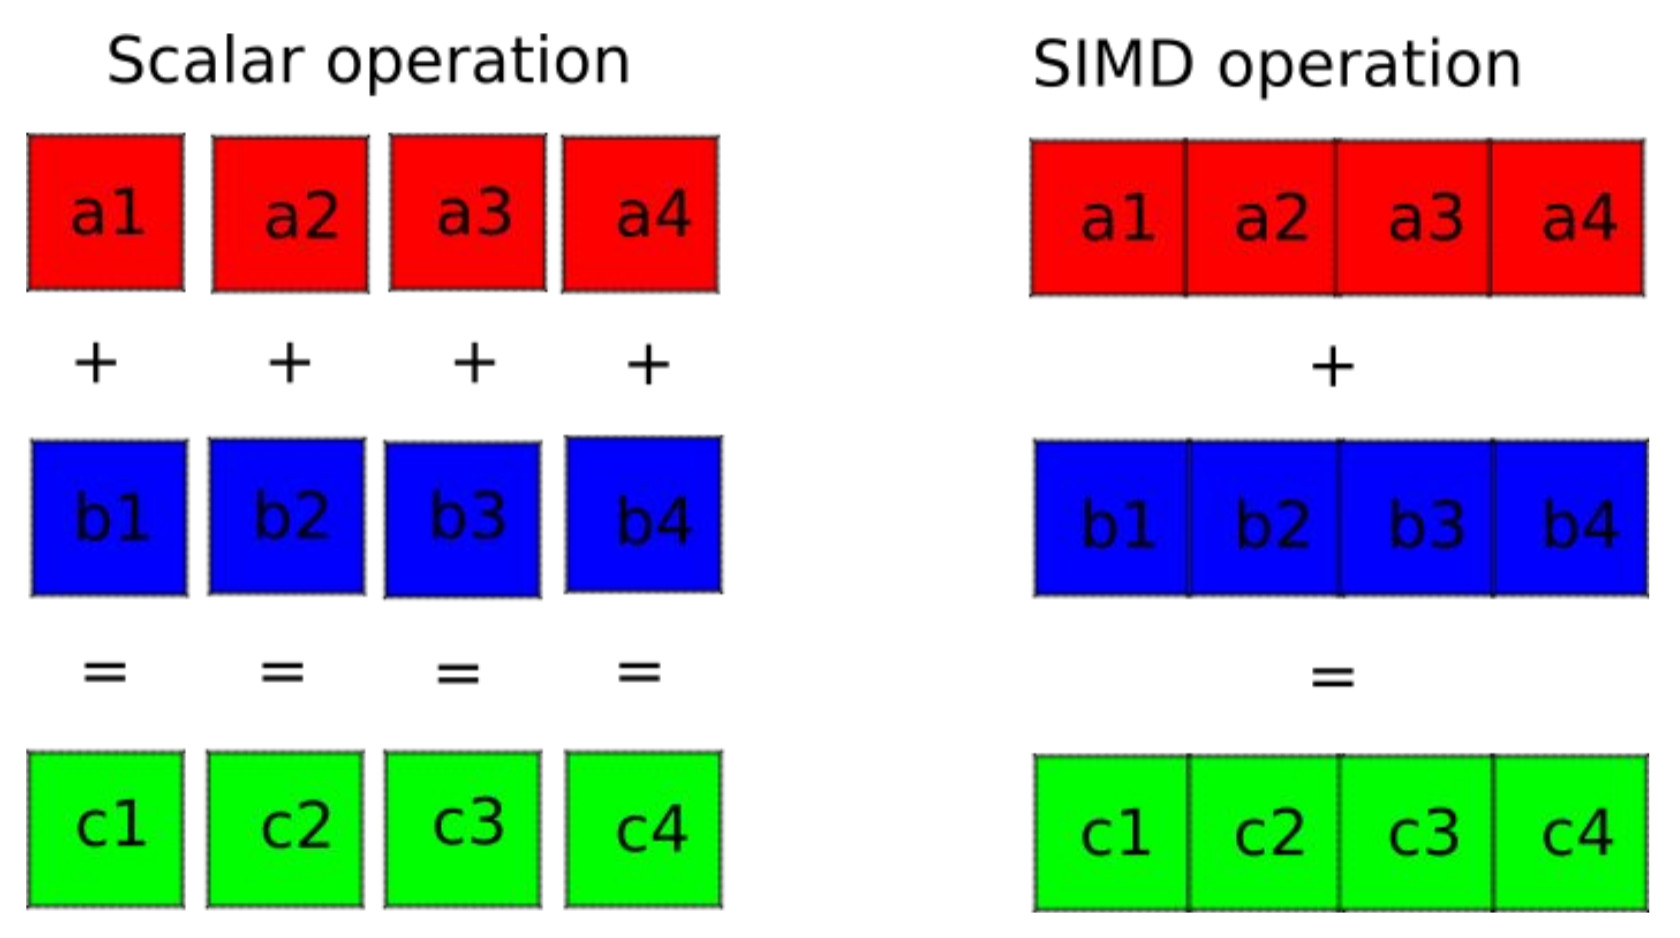 Scalar operation
a1 a2 a3 a4
+ + + +
b1 b2 b3 b4
= = = =
c1 c2 c3 c4
SIMD operation
a1 a2 a3 a4
+
b1 b2 b3 b4
=
c1 c2 c3 c4